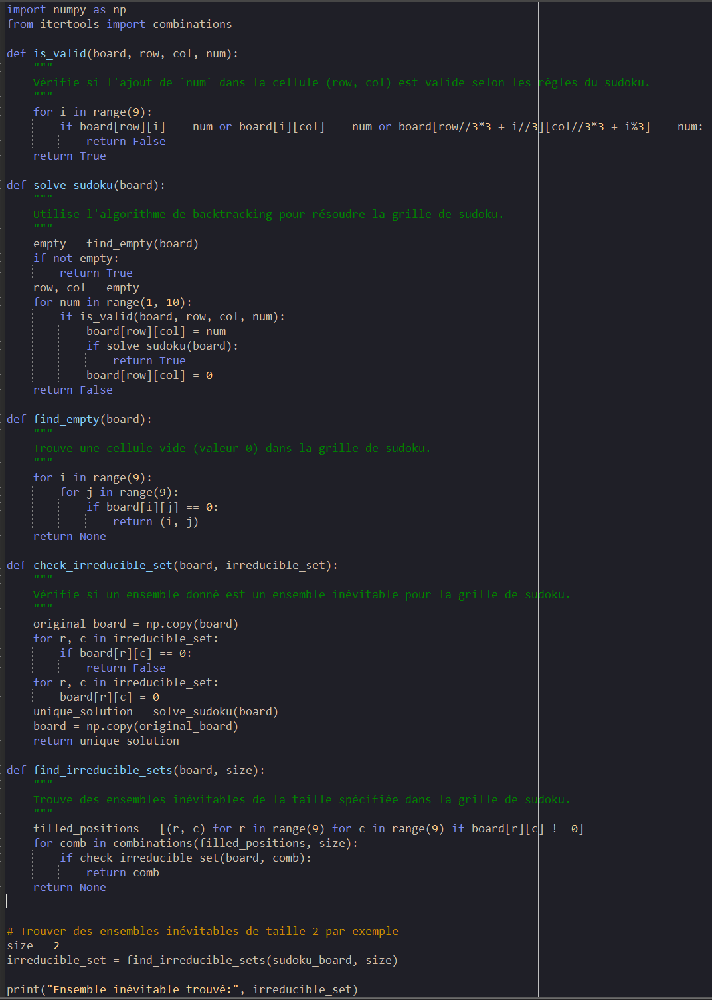 import numpy as np
from itertools import combinations

def is_valid(board, row, col, num):
    """
    Vérifie si l'ajout de `num` dans la cellule (row, col) est valide selon les règles du sudoku.
    """
    for i in range(9):
        if board[row][i] == num or board[i][col] == num or board[row//3*3 + i//3][col//3*3 + i%3] == num:
            return False
    return True

def solve_sudoku(board):
    """
    Utilise l'algorithme de backtracking pour résoudre la grille de sudoku.
    """
    empty = find_empty(board)
    if not empty:
        return True
    row, col = empty
    for num in range(1, 10):
        if is_valid(board, row, col, num):
            board[row][col] = num
            if solve_sudoku(board):
                return True
            board[row][col] = 0
    return False

def find_empty(board):
    """
    Trouve une cellule vide (valeur 0) dans la grille de sudoku.
    """
    for i in range(9):
        for j in range(9):
            if board[i][j] == 0:
                return (i, j)
    return None

def check_irreducible_set(board, irreducible_set):
    """
    Vérifie si un ensemble donné est un ensemble inévitable pour la grille de sudoku.
    """
    original_board = np.copy(board)
    for r, c in irreducible_set:
        if board[r][c] == 0:
            return False
    for r, c in irreducible_set:
        board[r][c] = 0
    unique_solution = solve_sudoku(board)
    board = np.copy(original_board)
    return unique_solution

def find_irreducible_sets(board, size):
    """
    Trouve des ensembles inévitables de la taille spécifiée dans la grille de sudoku.
    """
    filled_positions = [(r, c) for r in range(9) for c in range(9) if board[r][c] != 0]
    for comb in combinations(filled_positions, size):
        if check_irreducible_set(board, comb):
            return comb
    return None


# Trouver des ensembles inévitables de taille 2 par exemple
size = 2
irreducible_set = find_irreducible_sets(sudoku_board, size)

print("Ensemble inévitable trouvé:", irreducible_set)